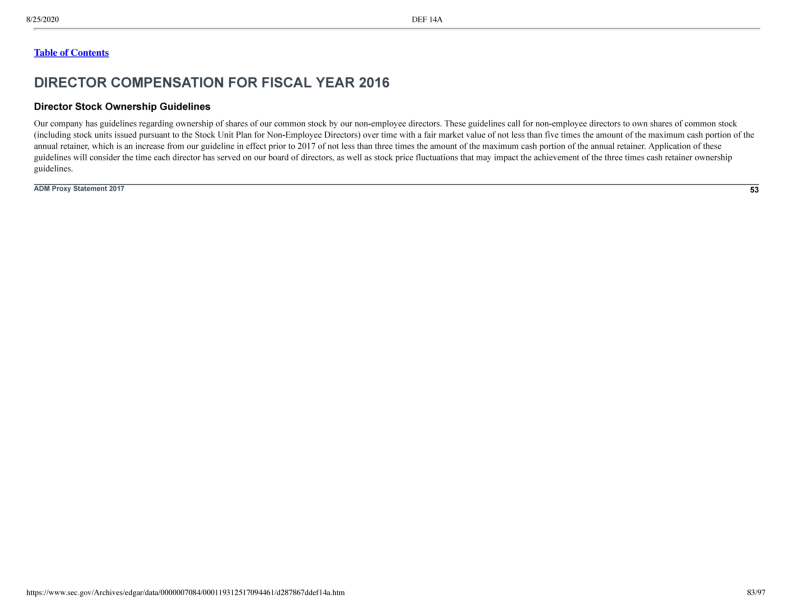 8/25/2020 DEF 14A
Table of Contents
DIRECTOR COMPENSATION FOR FISCAL YEAR 2016
Director Stock Ownership Guidelines
Our company has guidelines regarding ownership of shares of our common stock by our non-employee directors. These guidelines call for non-employee directors to own shares of common stock
(including stock units issued pursuant to the Stock Unit Plan for Non-Employee Directors) over time with a fair market value of not less than five times the amount of the maximum cash portion of the
annual retainer, which is an increase from our guideline in effect prior to 2017 of not less than three times the amount of the maximum cash portion of the annual retainer. Application of these
guidelines will consider the time each director has served on our board of directors, as well as stock price fluctuations that may impact the achievement of the three times cash retainer ownership
guidelines.
ADM Proxy Statement 2017 53
https://www.sec.gov/Archives/edgar/data/0000007084/000119312517094461/d287867ddef14a.htm 83/97